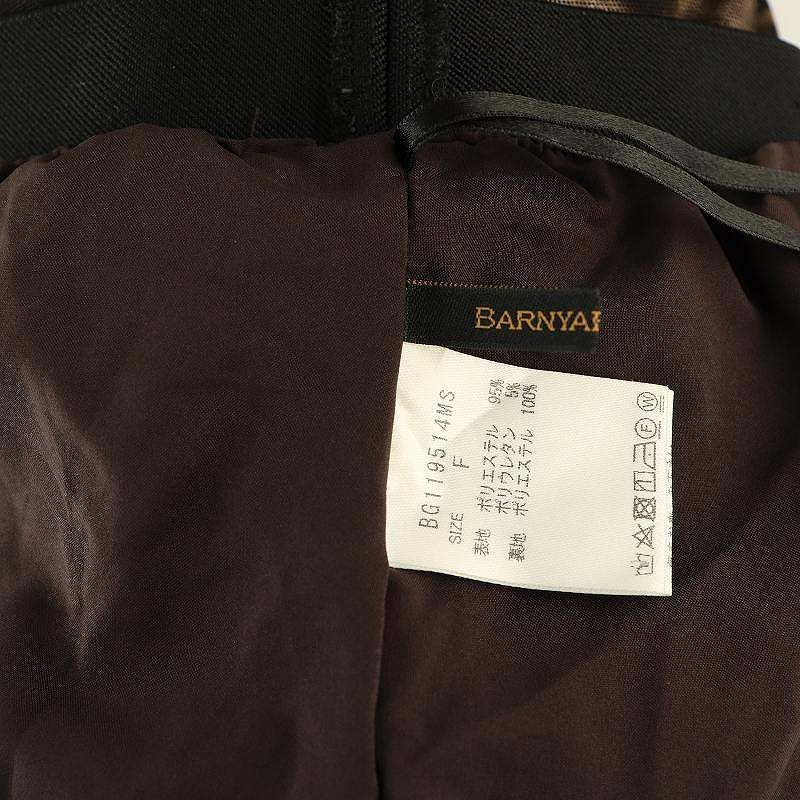 BARNYAR
BG119514MS
SIZE F
表地 ポリエステル 95%
ポリウレタン 5%
裏地 ポリエステル 100%
F
W